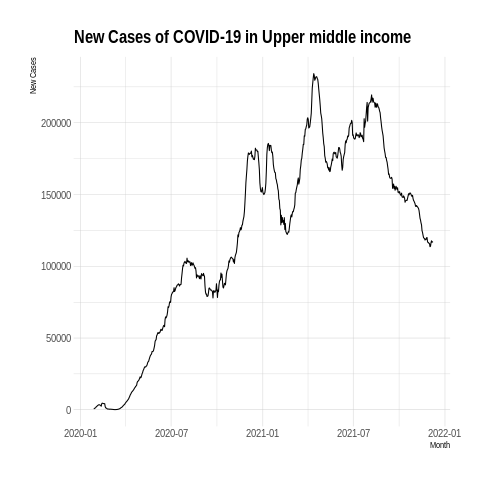 New Cases of COVID-19 in Upper middle income
New Cases
200000
150000
100000
50000
0
2020-01 2020-07 2021-01 2021-07 2022-01
Month